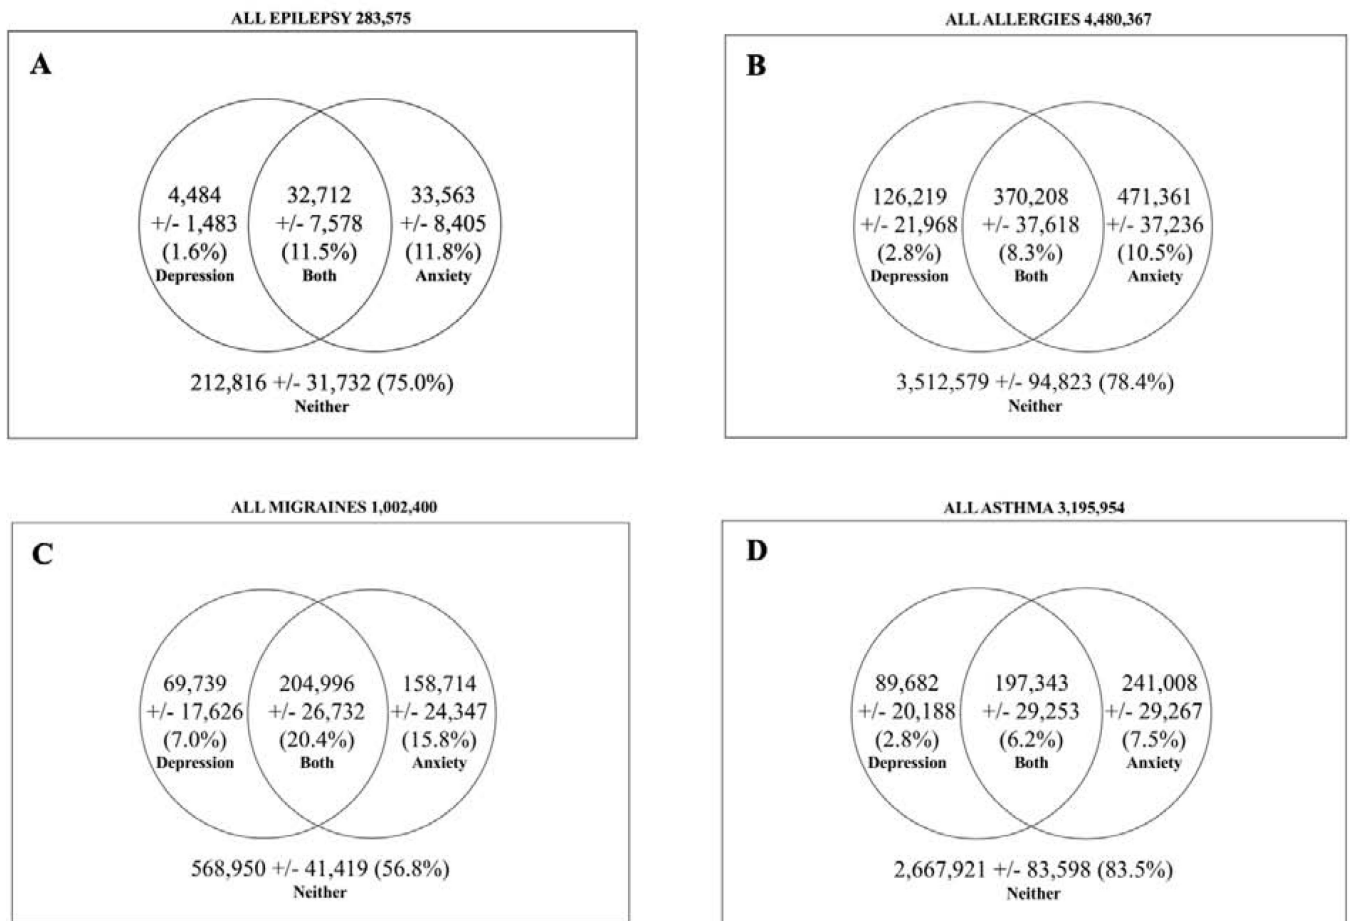 ALL EPILEPSY 283,575
A
4,484
+/- 1,483
(1.6%)
Depression
32,712
+/- 7,578
(11.5%)
Both
33,563
+/- 8,405
(11.8%)
Anxiety
212,816 +/- 31,732 (75.0%)
Neither
ALL ALLERGIES 4,480,367
B
126,219
+/- 21,968
(2.8%)
Depression
370,208
+/- 37,618
(8.3%)
Both
471,361
+/- 37,236
(10.5%)
Anxiety
3,512,579 +/- 94,823 (78.4%)
Neither
ALL MIGRAINES 1,002,400
C
69,739
+/- 17,626
(7.0%)
Depression
204,996
+/- 26,732
(20.4%)
Both
158,714
+/- 24,347
(15.8%)
Anxiety
568,950 +/- 41,419 (56.8%)
Neither
ALL ASTHMA 3,195,954
D
89,682
+/- 20,188
(2.8%)
Depression
197,343
+/- 29,253
(6.2%)
Both
241,008
+/- 29,267
(7.5%)
Anxiety
2,667,921 +/- 83,598 (83.5%)
Neither